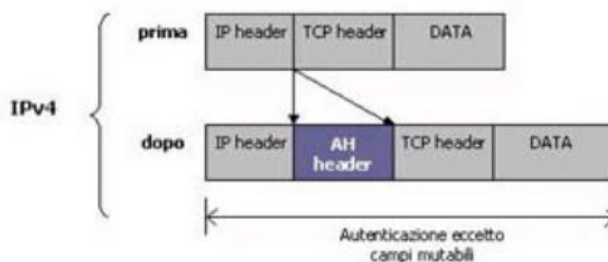 prima IP header TCP header DATA
IPv4
dopo IP header AH header TCP header DATA
Autenticazione eccetto
campi mutabili